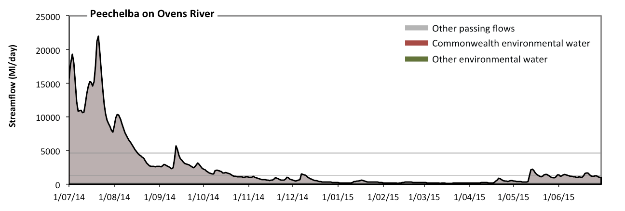 Peechelba on Ovens River
Streamflow (Ml/day)
25000
20000
15000
10000
5000
0
Other passing flows
Commonwealth environmental water
Other environmental water
1/07/14 1/08/14 1/09/14 1/10/14 1/11/14 1/12/14 1/01/15 1/02/15 1/03/15 1/04/15 1/05/15 1/06/15